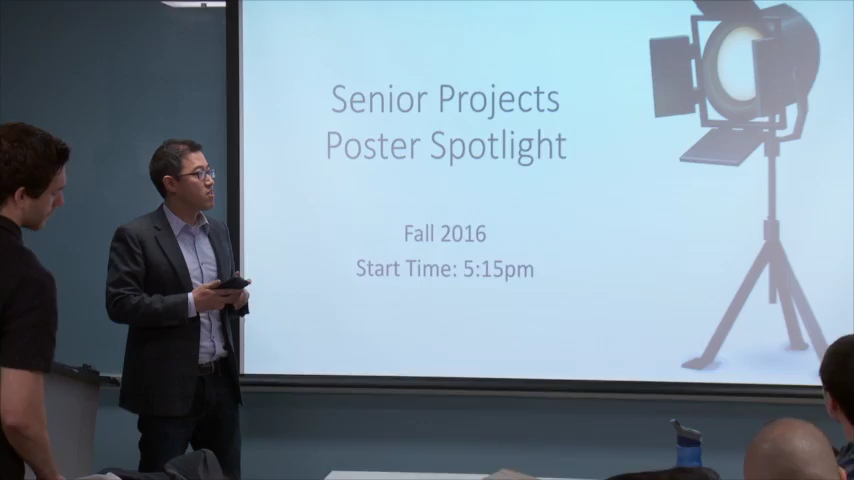 Senior Projects
Poster Spotlight
Fall 2016
Start Time: 5:15pm